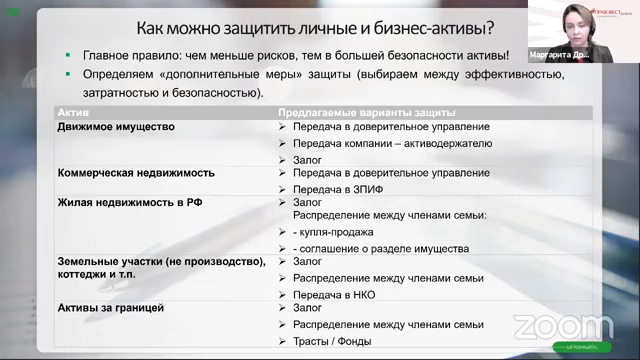 Как можно защитить личные и бизнес-активы?
Главное правило: чем меньше рисков, тем в большей безопасности активы!
Определяем «дополнительные меры» защиты (выбираем между эффективностью,
затратностью и безопасностью).
Актив Предлагаемые варианты защиты
Движимое имущество Передача в доверительное управление
Передача компании – активодержателю
Залог
Коммерческая недвижимость Передача в доверительное управление
Передача в ЗПИФ
Жилая недвижимость в РФ Залог
Распределение между членами семьи:
- купля-продажа
- соглашение о разделе имущества
Земельные участки (не производство), Залог
коттеджи и т.п. Распределение между членами семьи
Передача в НКО
Активы за границей Залог
Распределение между членами семьи
Трасты / Фонды
Маргарита Др...
zoom